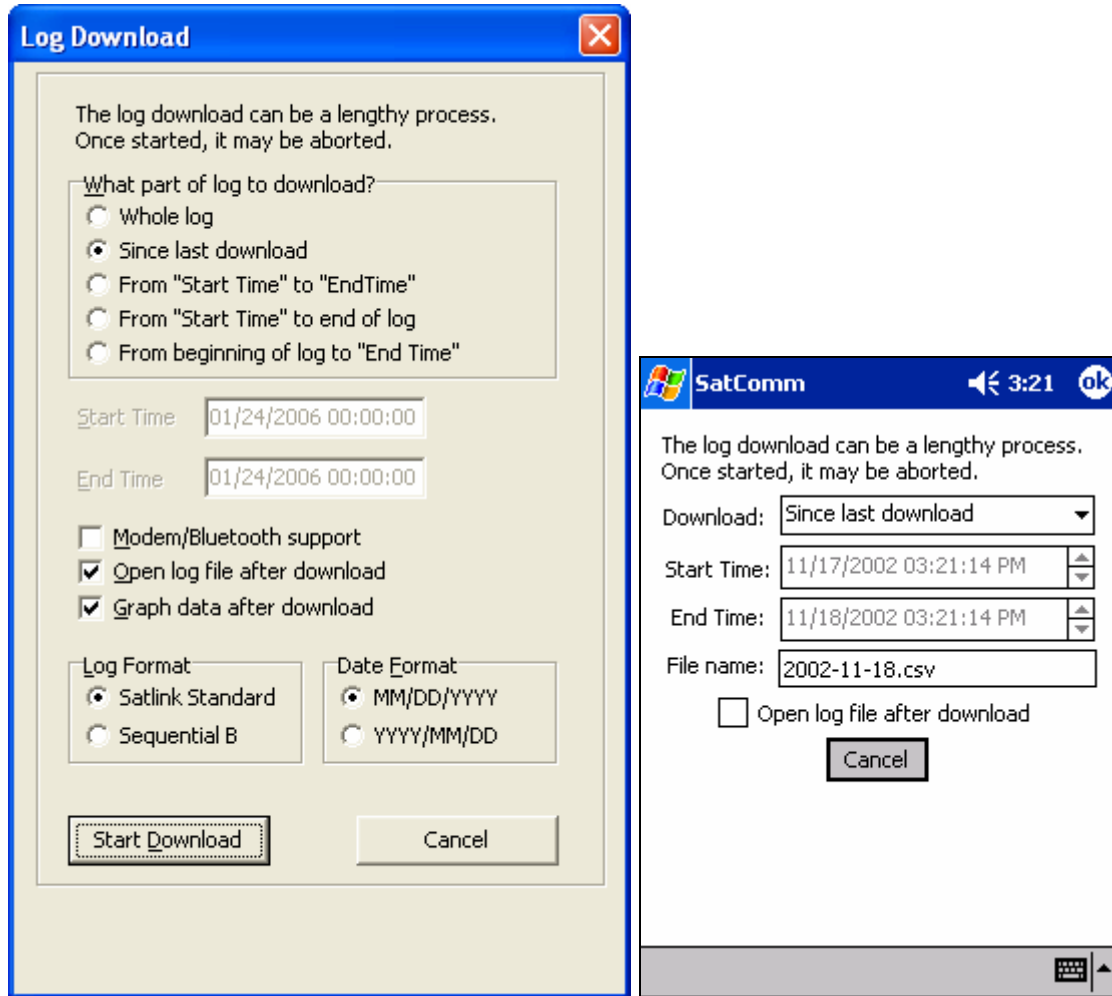 Log Download
The log download can be a lengthy process.
Once started, it may be aborted.
What part of log to download?
Whole log
Since last download
From "Start Time" to "EndTime"
From "Start Time" to end of log
From beginning of log to "End Time"
Start Time 01/24/2006 00:00:00
End Time 01/24/2006 00:00:00
Modem/Bluetooth support
Open log file after download
Graph data after download
Log Format
Satlink Standard
Sequential B
Date Format
MM/DD/YYYY
YYYY/MM/DD
Start Download
Cancel
SatComm 3:21 ok
The log download can be a lengthy process.
Once started, it may be aborted.
Download: Since last download
Start Time: 11/17/2002 03:21:14 PM
End Time: 11/18/2002 03:21:14 PM
File name: 2002-11-18.csv
Open log file after download
Cancel